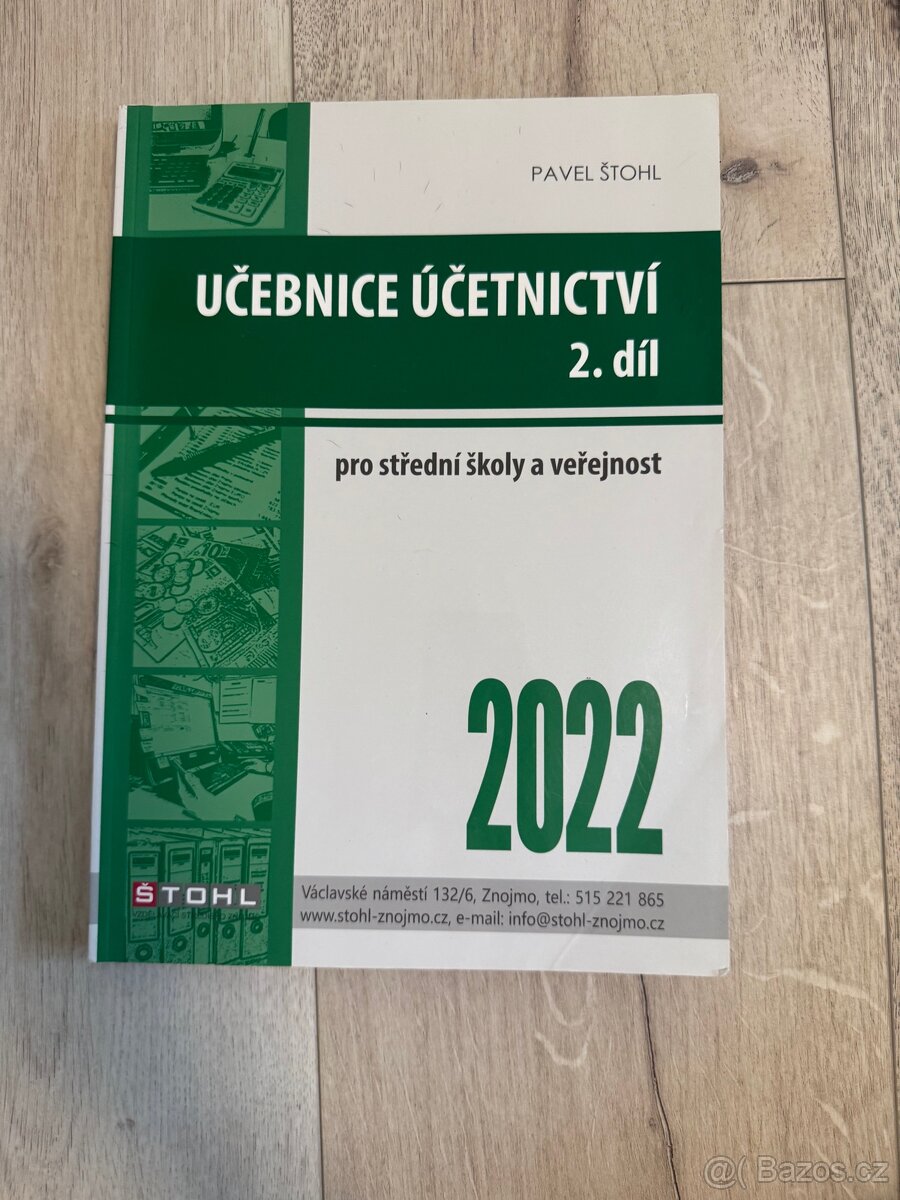 PAVEL ŠTOHL
UČEBNICE ÚČETNICTVÍ
2. díl
pro střední školy a veřejnost
2022
ŠTOHL
Václavské náměstí 132/6, Znojmo, tel.: 515 221 865
www.stohl-znojmo.cz, e-mail: info@stohl-znojmo.cz
@( Bazos.cz